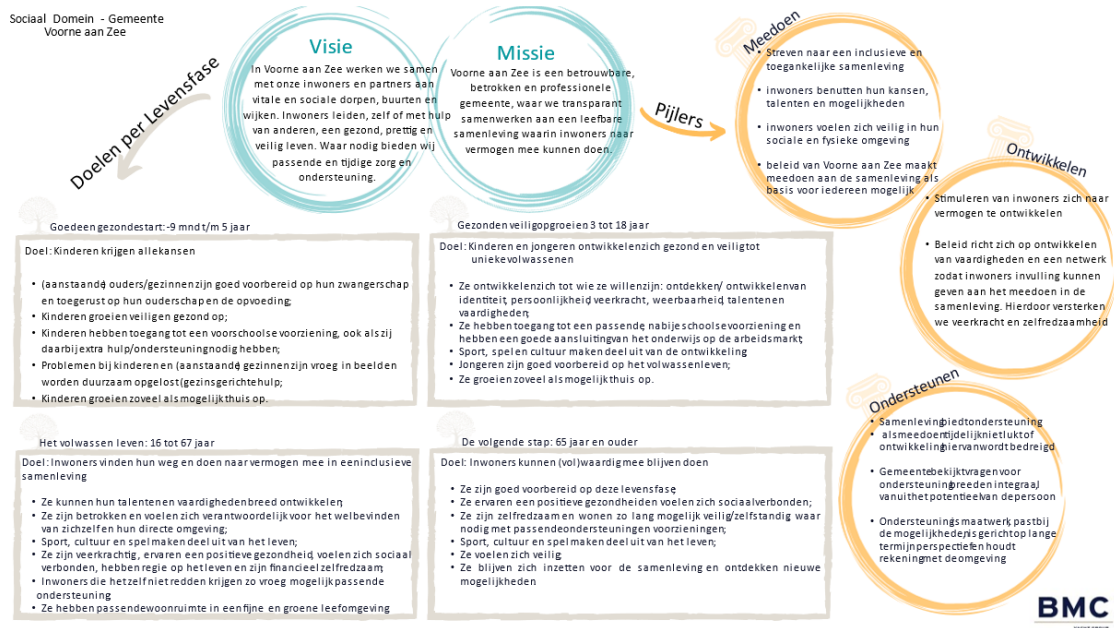 Sociaal Domein - Gemeente
Voorne aan Zee
Doelen per Levensfase
Visie
In Voorne aan Zee werken we samen
met onze inwoners en partners aan
vitale en sociale dorpen, buurten en
wijken. Inwoners leiden, zelf of met hulp
van anderen, een gezond, prettig en
veilig leven. Waar nodig bieden wij
passende en tijdige zorg en
ondersteuning.
Missie
Voorne aan Zee is een betrouwbare,
betrokken en professionele
gemeente, waar we transparant
samenwerken aan een leefbare
samenleving waarin inwoners naar
vermogen mee kunnen doen.
Pijlers
Meedoen
• Streven naar een inclusieve en
toegankelijke samenleving
• inwoners benutten hun kansen,
talenten en mogelijkheden
• inwoners voelen zich veilig in hun
sociale en fysieke omgeving
• beleid van Voorne aan Zee maakt
meedoen aan de samenleving als
basis voor iedereen mogelijk
Ontwikkelen
• Stimuleren van inwoners zich naar
vermogen te ontwikkelen
• Beleid richt zich op ontwikkelen
van vaardigheden en een netwerk
zodat inwoners invulling kunnen
geven aan het meedoen in de
samenleving. Hierdoor versterken
we veerkracht en zelfredzaamheid
Ondersteunen
• Samenleving biedt ondersteuning
• als meedoen tijdelijk niet lukt of
ontwikkeling hiervan wordt bedreigd
• Gemeente bekijkt vragen voor
ondersteuning breed en integraal,
vanuit het potentieel van de persoon
• Ondersteuning is maatwerk, past bij
de mogelijkheden, is gericht op lange
termijn perspectief en houdt
rekening met de omgeving
Goede en gezonde start: -9 mnd t/m 5 jaar
Doel: Kinderen krijgen alle kansen
• (aanstaande) ouders/gezinnen zijn goed voorbereid op hun zwangerschap
en toegerust op hun ouderschap en de opvoeding;
• Kinderen groeien veilig en gezond op;
• Kinderen hebben toegang tot een voorschoolse voorziening, ook als zij
daarbij extra hulp/ondersteuning nodig hebben;
• Problemen bij kinderen en (aanstaande) gezinnen zijn vroeg in beeld en
worden duurzaam opgelost (gezinsgerichte hulp;
• Kinderen groeien zoveel als mogelijk thuis op.
Gezond en veilig opgroeien: 3 tot 18 jaar
Doel: Kinderen en jongeren ontwikkelen zich gezond en veilig tot
unieke volwassenen
• Ze ontwikkelen zich tot wie ze willen zijn: ontdekken/ ontwikkelen van
identiteit, persoonlijkheid, veerkracht, weerbaarheid, talenten en
vaardigheden;
• Ze hebben toegang tot een passende, nabije schoolse voorziening en
hebben een goede aansluiting van het onderwijs op de arbeidsmarkt;
• Sport, spel en cultuur maken deel uit van de ontwikkeling;
• Jongeren zijn goed voorbereid op het volwassen leven;
• Ze groeien zoveel als mogelijk thuis op.
Het volwassen leven: 16 tot 67 jaar
Doel: Inwoners vinden hun weg en doen naar vermogen mee in een inclusieve
samenleving
• Ze kunnen hun talenten en vaardigheden breed ontwikkelen;
• Ze zijn betrokken en voelen zich verantwoordelijk voor het welbevinden
van zichzelf en hun directe omgeving;
• Sport, cultuur en spel maken deel uit van het leven;
• Ze zijn veerkrachtig, ervaren een positieve gezondheid, voelen zich sociaal
verbonden, hebben regie op het leven en zijn financieel zelfredzaam;
• Inwoners die het zelf niet redden krijgen zo vroeg mogelijk passende
ondersteuning;
• Ze hebben passende woonruimte in een fijne en groene leefomgeving
De volgende stap: 65 jaar en ouder
Doel: Inwoners kunnen (vol)waardig mee blijven doen
• Ze zijn goed voorbereid op deze levensfase;
• Ze ervaren een positieve gezondheid en voelen zich sociaal verbonden;
• Ze zijn zelfredzaam en wonen zo lang mogelijk veilig/zelfstandig waar
nodig met passende ondersteuning en voorzieningen;
• Sport, cultuur en spel maken deel uit van het leven;
• Ze voelen zich veilig;
• Ze blijven zich inzetten voor de samenleving en ontdekken nieuwe
mogelijkheden
BMC